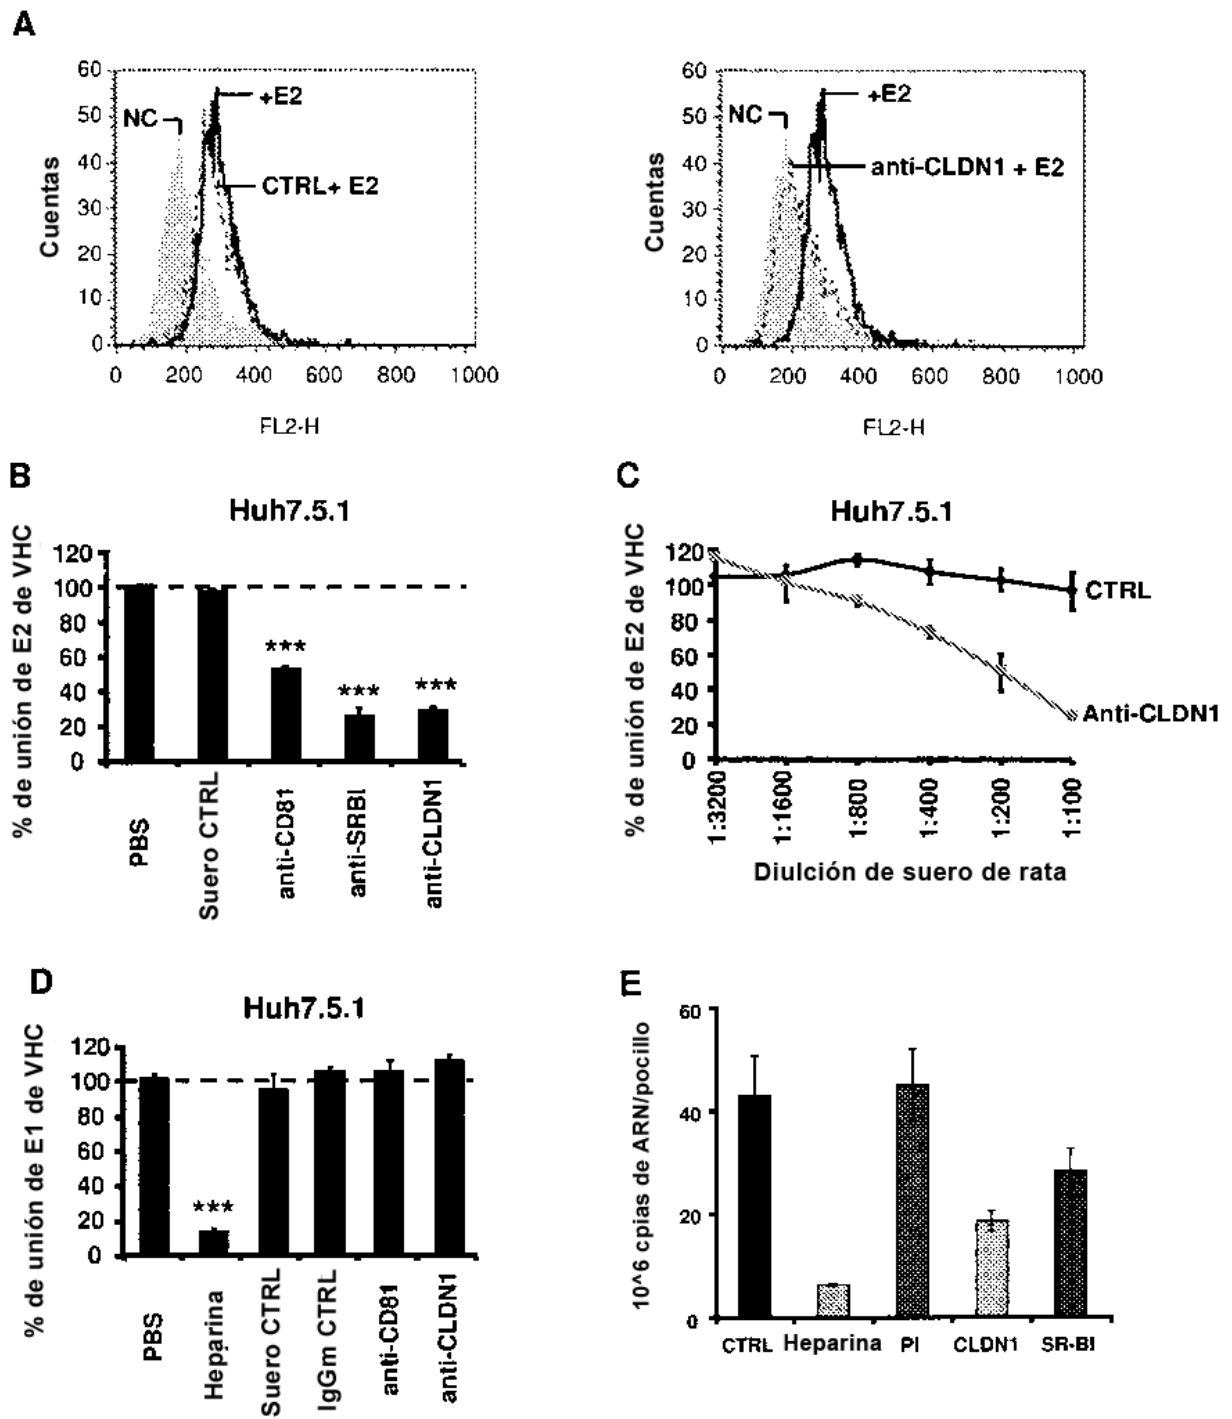 A
60
50
40
30
20
10
0
Cuentas
NC
+E2
CTRL+ E2
0 200 400 600 800 1000
FL2-H
60
50
40
30
20
10
0
Cuentas
NC
+E2
anti-CLDN1 + E2
0 200 400 600 800 1000
FL2-H
B
Huh7.5.1
% de unión de E2 de VHC
120
100
80
60
40
20
0
***
***
***
PBS
Suero CTRL
anti-CD81
anti-SRBI
anti-CLDN1
C
Huh7.5.1
% de unión de E2 de VHC
120
100
80
60
40
20
0
CTRL
Anti-CLDN1
1:3200
1:1600
1:800
1:400
1:200
1:100
Diulción de suero de rata
D
Huh7.5.1
% de unión de E1 de VHC
120
100
80
60
40
20
0
***
PBS
Heparina
Suero CTRL
IgGm CTRL
anti-CD81
anti-CLDN1
E
10^6 cpias de ARN/pocillo
60
40
20
0
CTRL Heparina PI CLDN1 SR-BI